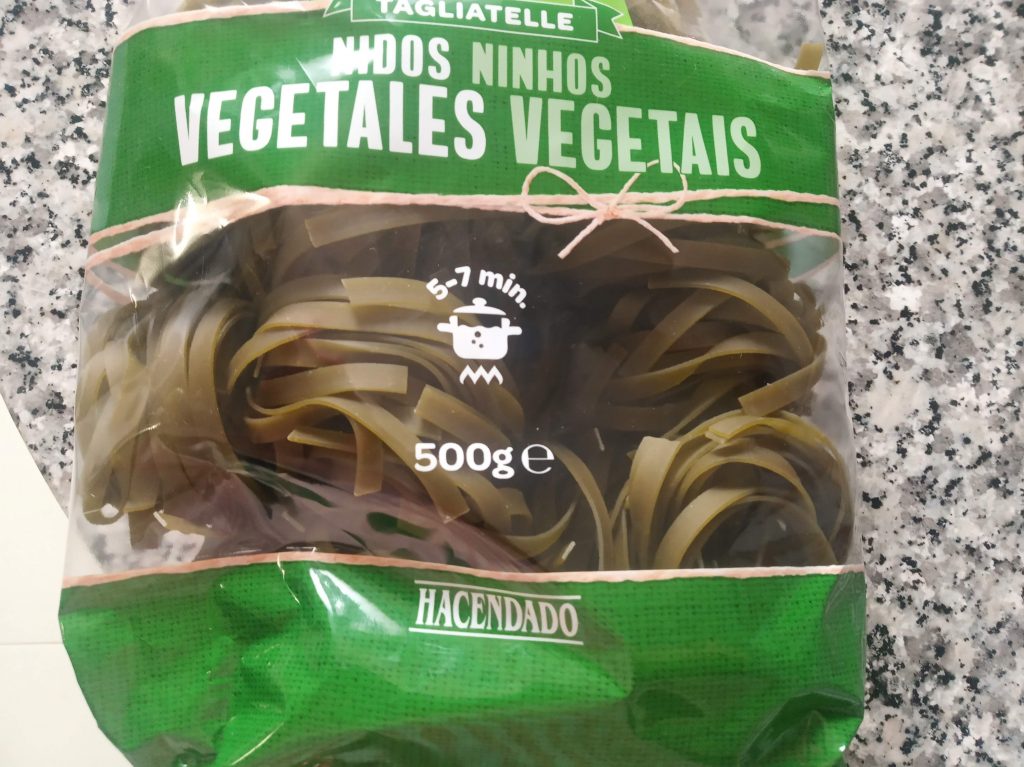 TAGLIATELLE
NIDOS NINHOS
VEGETALES VEGETAIS
5-7 min.
500g ℮
HACENDADO